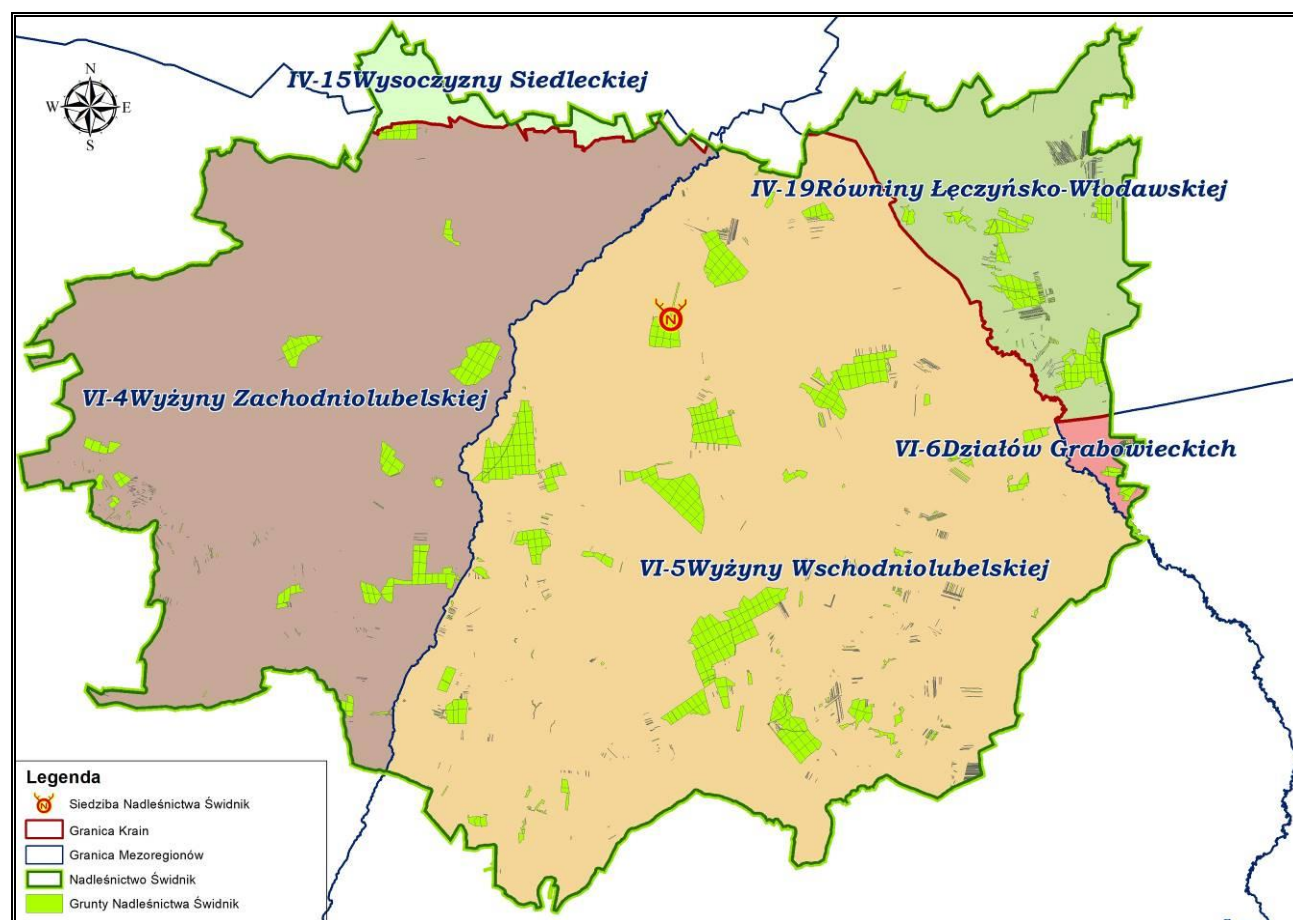 N
W E
S
IV-15Wysoczyzny Siedleckiej
IV-19Równiny Łęczyńsko-Włodawskiej
N
VI-4Wyżyny Zachodniolubelskiej
VI-6Działów Grabowieckich
VI-5Wyżyny Wschodniolubelskiej
Legenda
N Siedziba Nadleśnictwa Świdnik
Granica Krain
Granica Mezoregionów
Nadleśnictwo Świdnik
Grunty Nadleśnictwa Świdnik